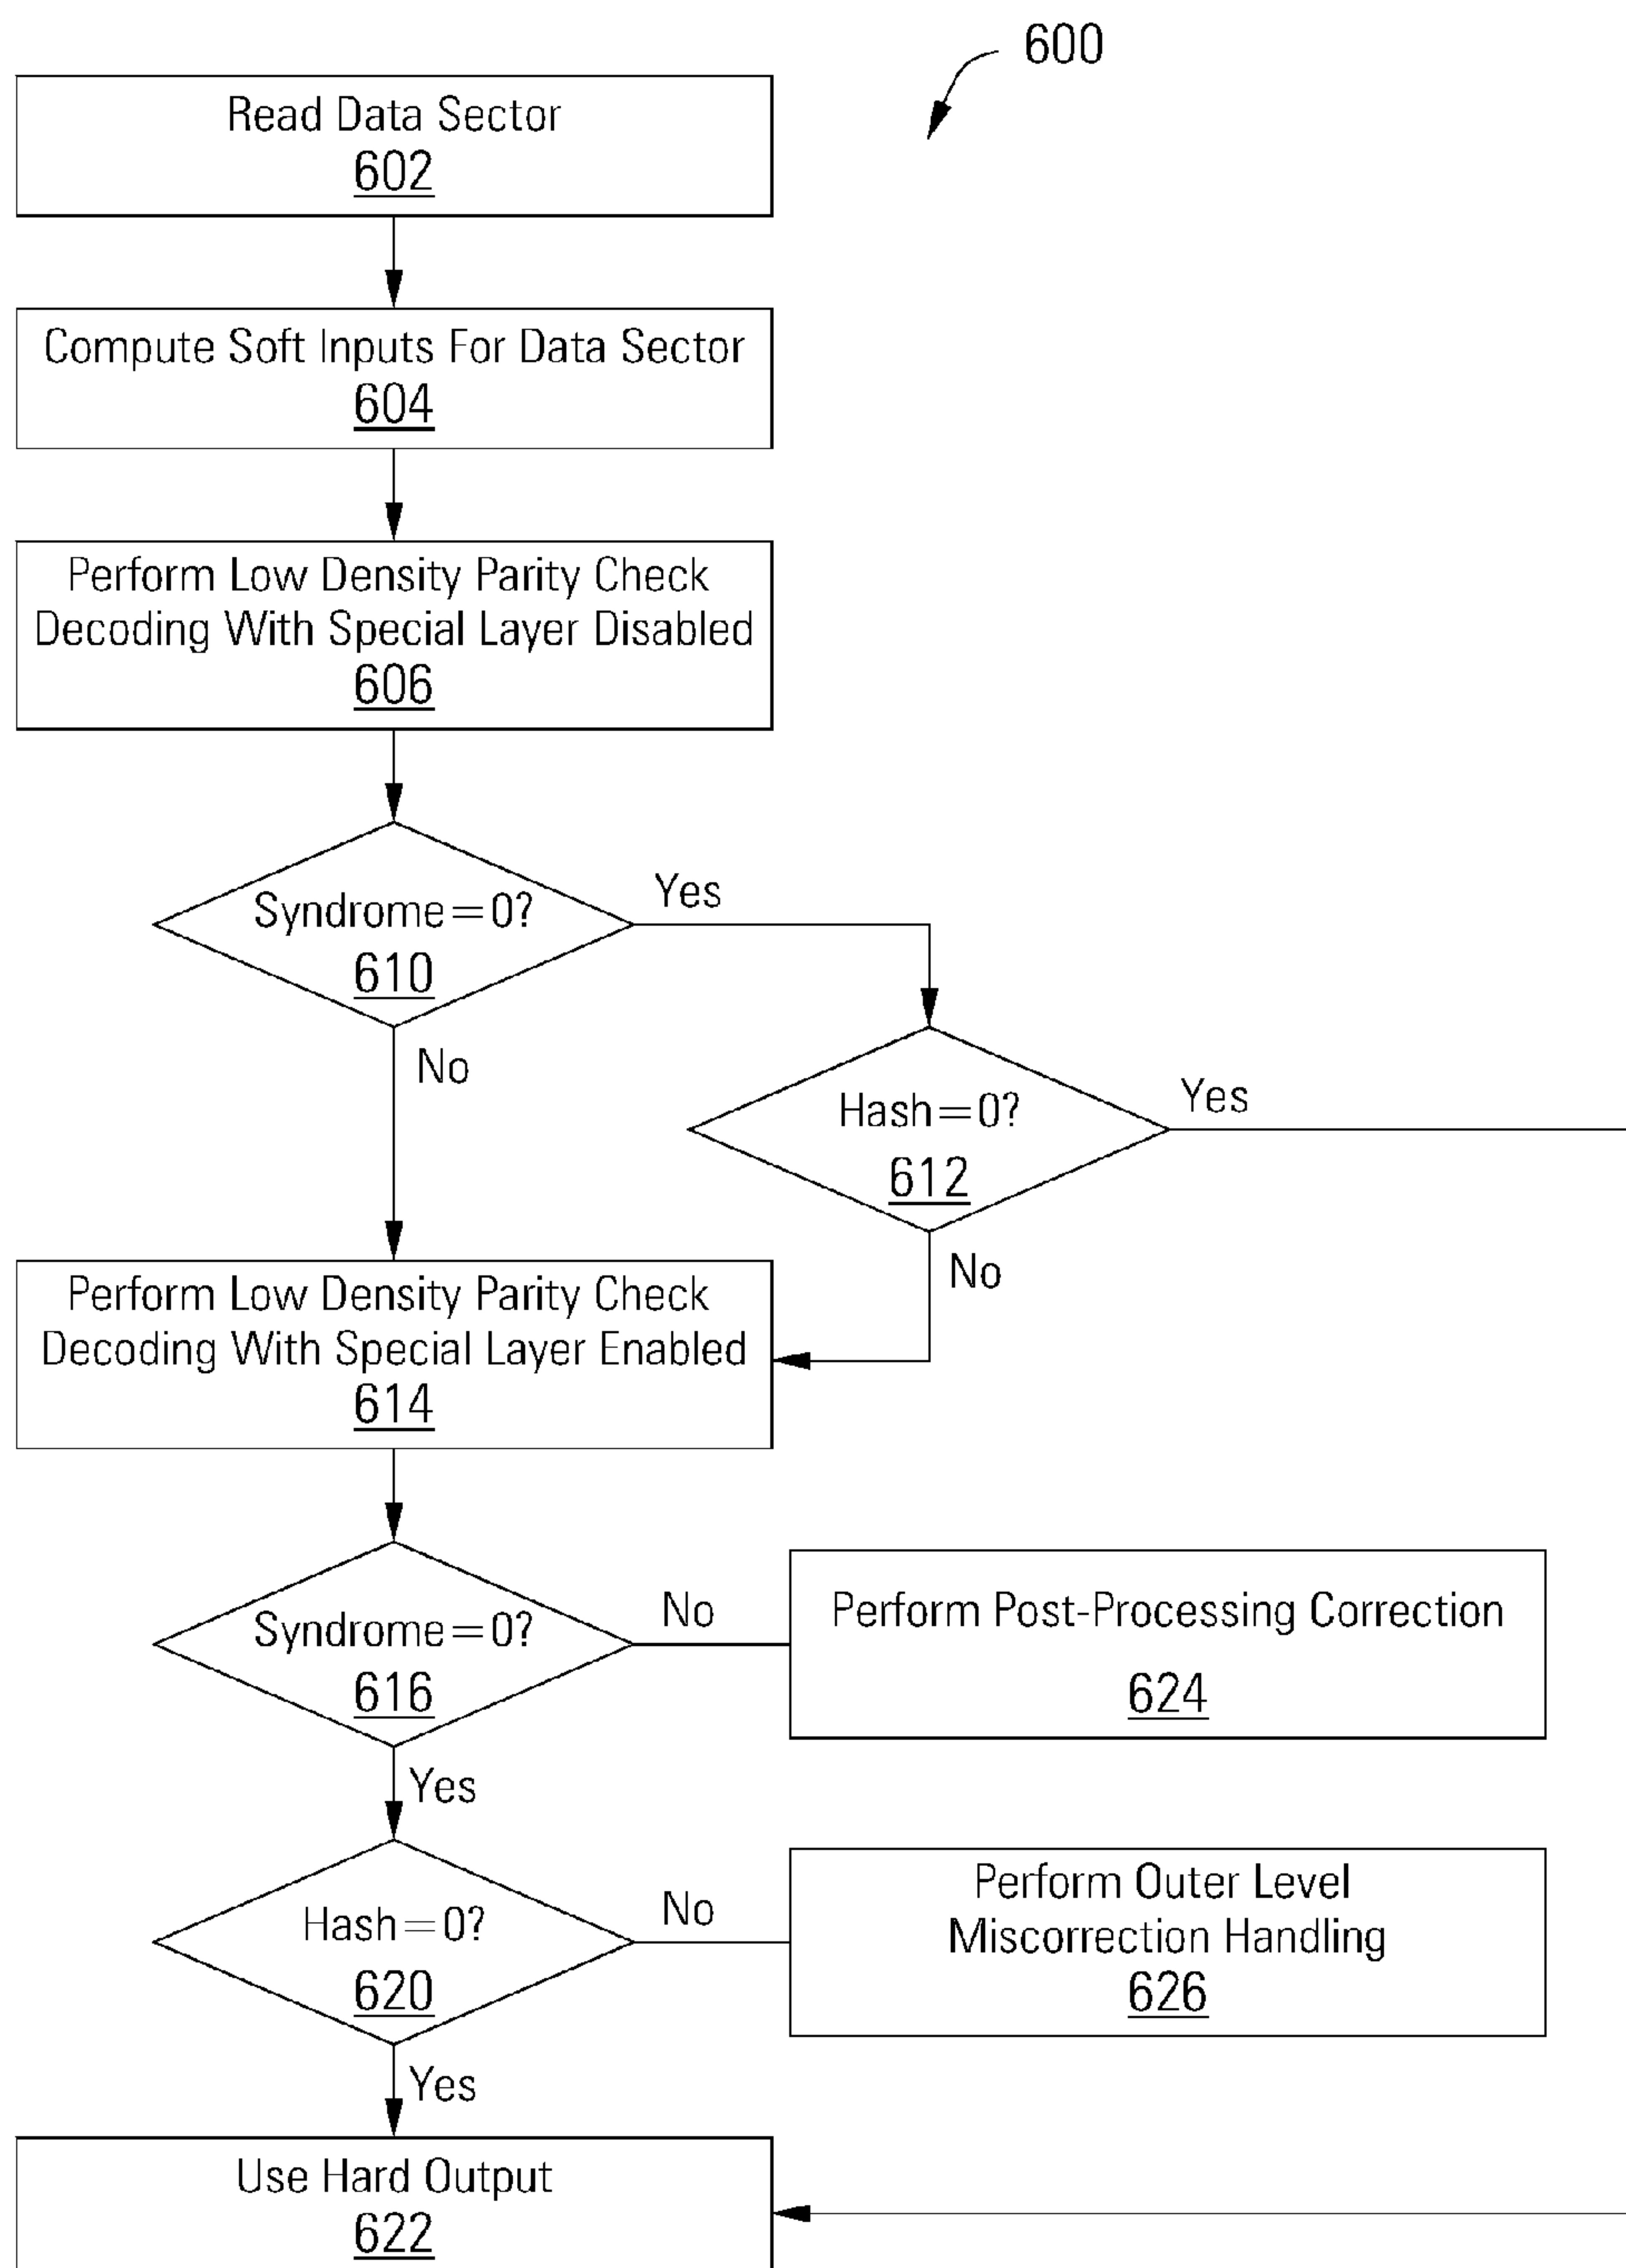 600
Read Data Sector
602
Compute Soft Inputs For Data Sector
604
Perform Low Density Parity Check
Decoding With Special Layer Disabled
606
Syndrome=0?
610
Yes
No
Hash=0?
612
Yes
No
Perform Low Density Parity Check
Decoding With Special Layer Enabled
614
Syndrome=0?
616
No
Perform Post-Processing Correction
624
Yes
Hash=0?
620
No
Perform Outer Level
Miscorrection Handling
626
Yes
Use Hard Output
622